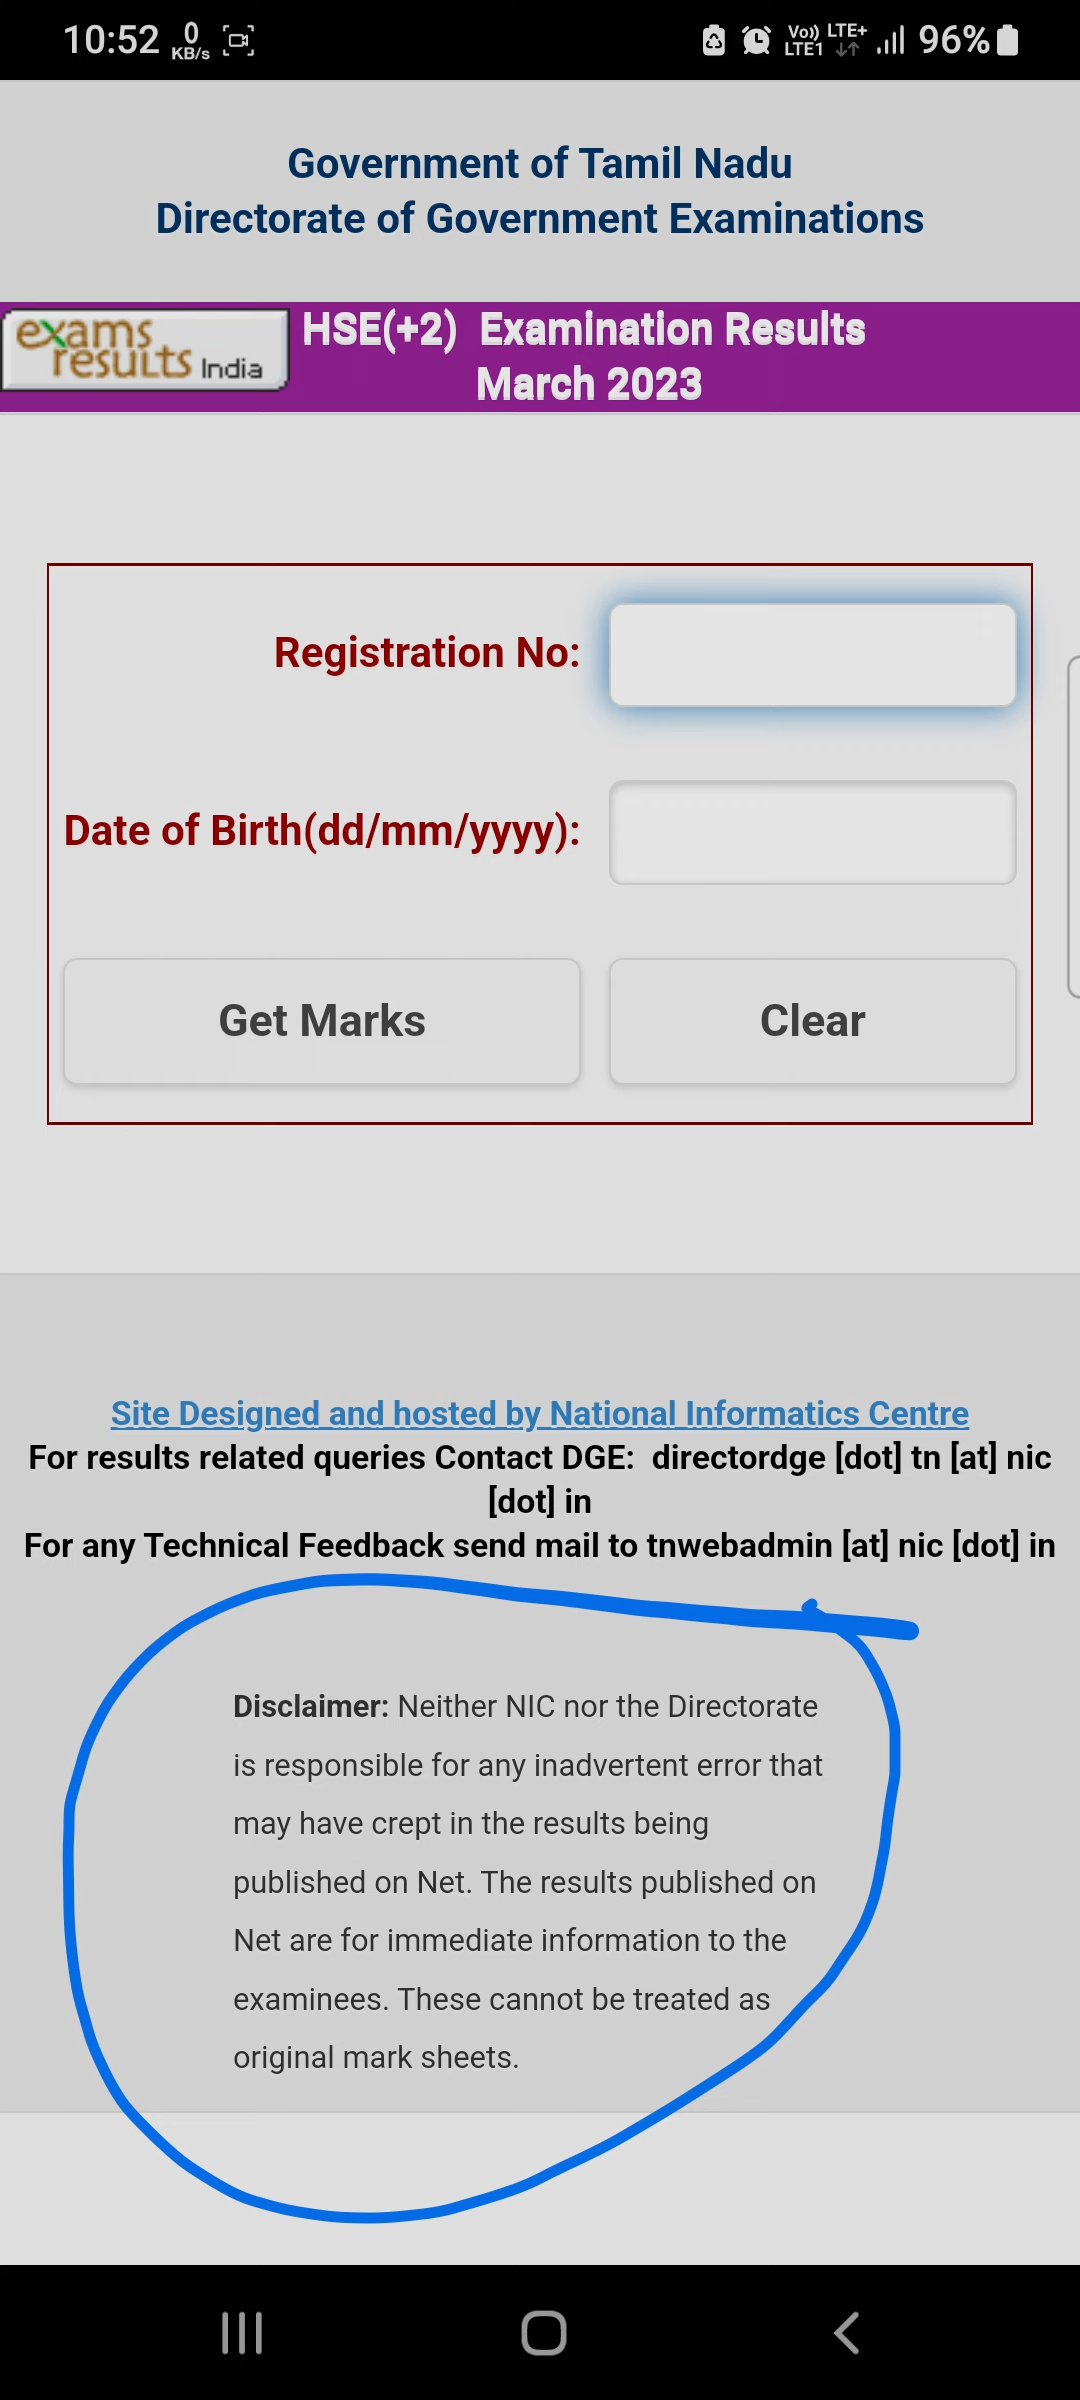 10:52 0 KB/s Vo)) LTE1 LTE+ 96%
Government of Tamil Nadu
Directorate of Government Examinations
exams results India
HSE(+2) Examination Results
March 2023
Registration No:
Date of Birth(dd/mm/yyyy):
Get Marks Clear
Site Designed and hosted by National Informatics Centre
For results related queries Contact DGE: directordge [dot] tn [at] nic
[dot] in
For any Technical Feedback send mail to tnwebadmin [at] nic [dot] in
Disclaimer: Neither NIC nor the Directorate
is responsible for any inadvertent error that
may have crept in the results being
published on Net. The results published on
Net are for immediate information to the
examinees. These cannot be treated as
original mark sheets.